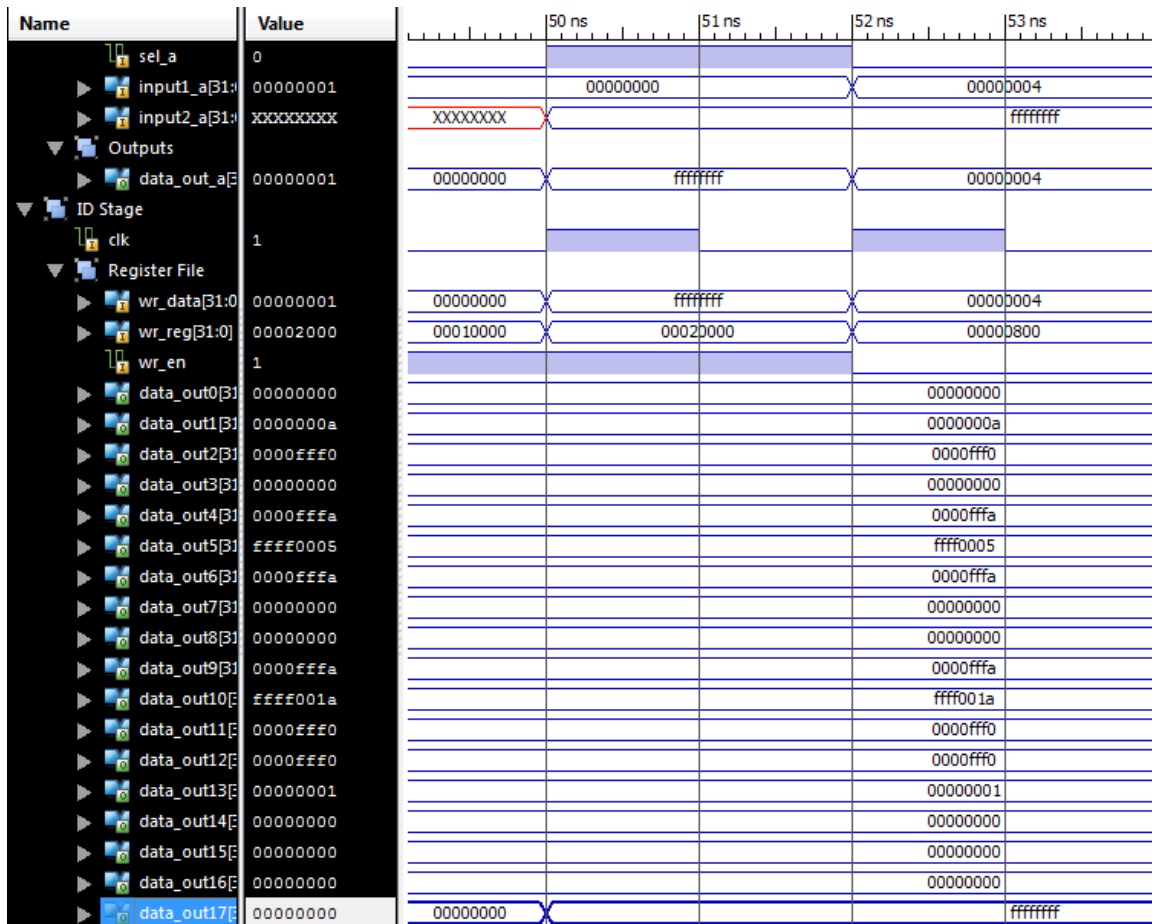 Name Value 50 ns 51 ns 52 ns 53 ns
sel_a 0
input1_a[31:( 00000001 00000000 00000004
input2_a[31:( XXXXXXXX XXXXXXXX ffffffff
Outputs
data_out_a[3 00000001 00000000 ffffffff 00000004
ID Stage
clk 1
Register File
wr_data[31:0 00000001 00000000 ffffffff 00000004
wr_reg[31:0] 00002000 00010000 00020000 00000800
wr_en 1
data_out0[31 00000000 00000000
data_out1[31 0000000a 0000000a
data_out2[31 0000fff0 0000fff0
data_out3[31 00000000 00000000
data_out4[31 0000fffa 0000fffa
data_out5[31 ffff0005 ffff0005
data_out6[31 0000fffa 0000fffa
data_out7[31 00000000 00000000
data_out8[31 00000000 00000000
data_out9[31 0000fffa 0000fffa
data_out10[3 ffff001a ffff001a
data_out11[3 0000fff0 0000fff0
data_out12[3 0000fff0 0000fff0
data_out13[3 00000001 00000001
data_out14[3 00000000 00000000
data_out15[3 00000000 00000000
data_out16[3 00000000 00000000
data_out17[3 00000000 00000000 ffffffff